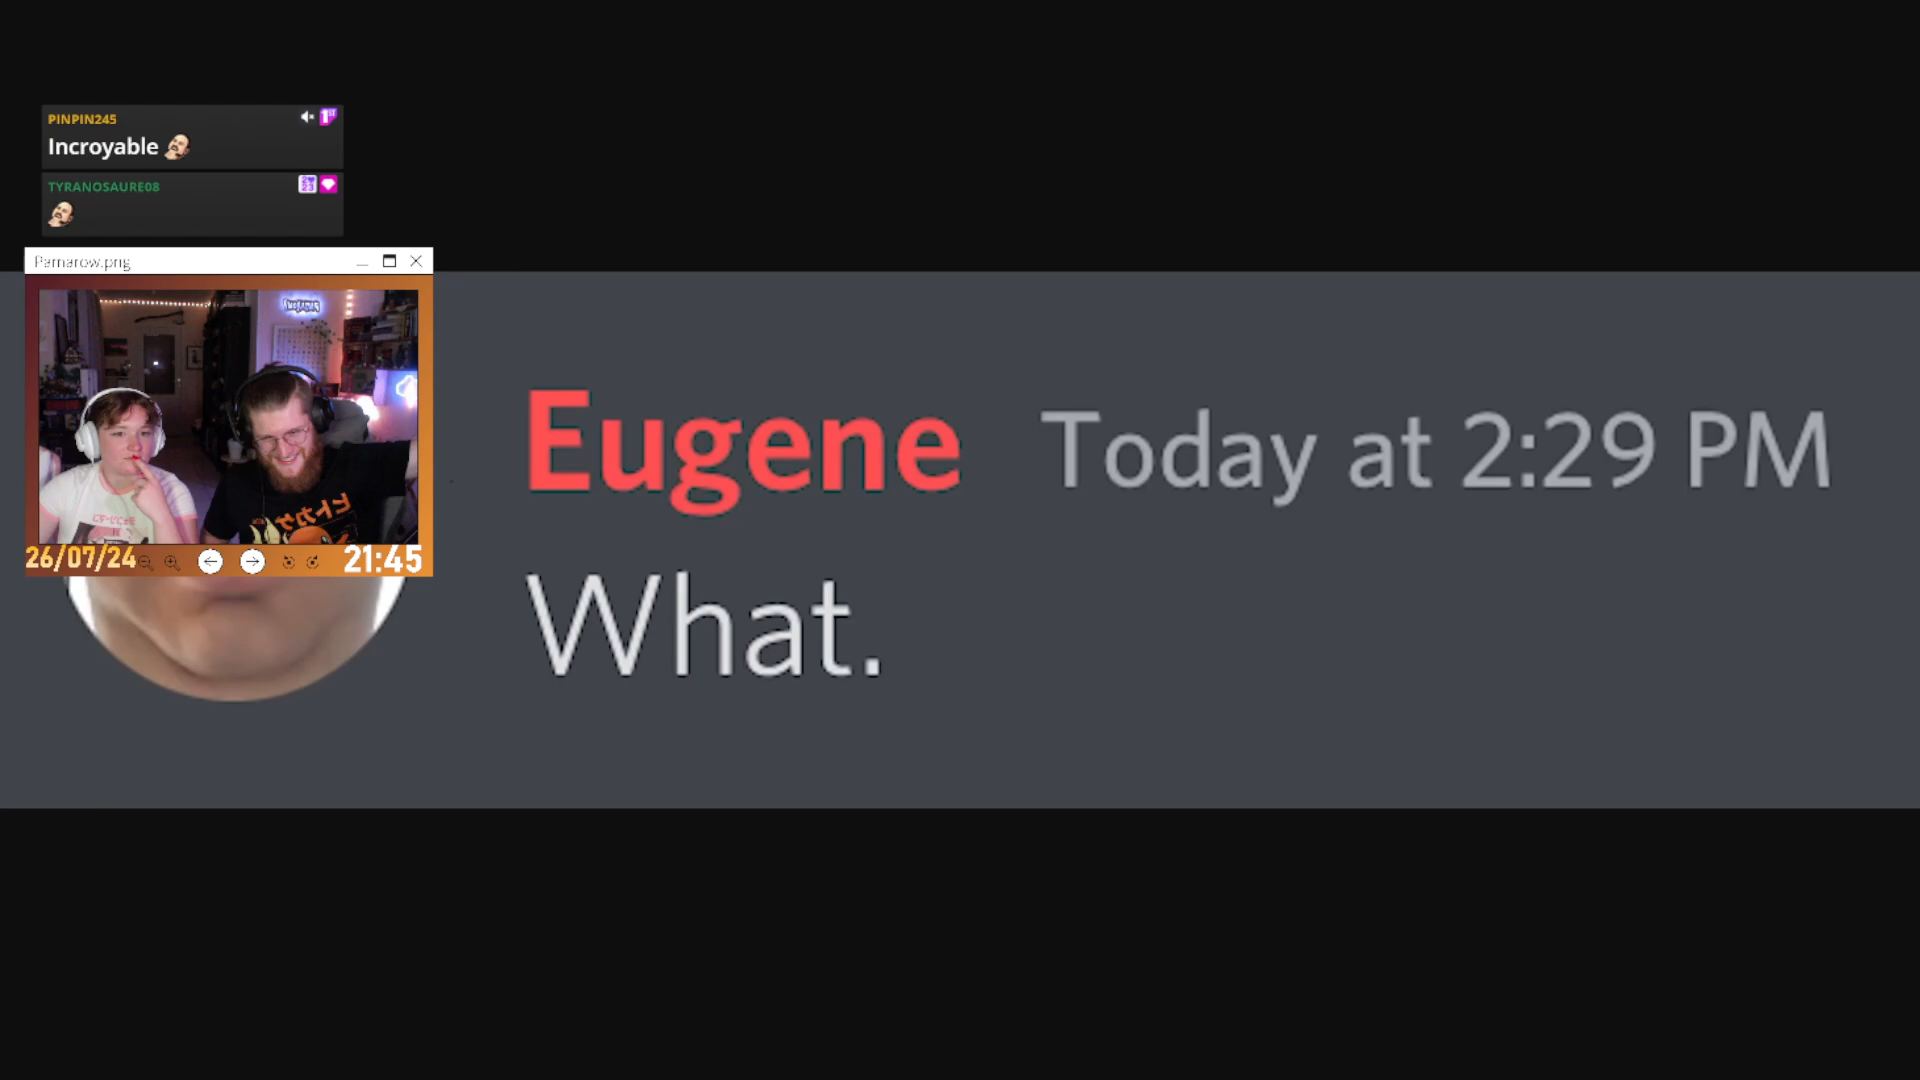 PINPIN245
Incroyable
TYRANOSAURE08
Pamarow.png
26/07/24
21:45
Eugene Today at 2:29 PM
What.